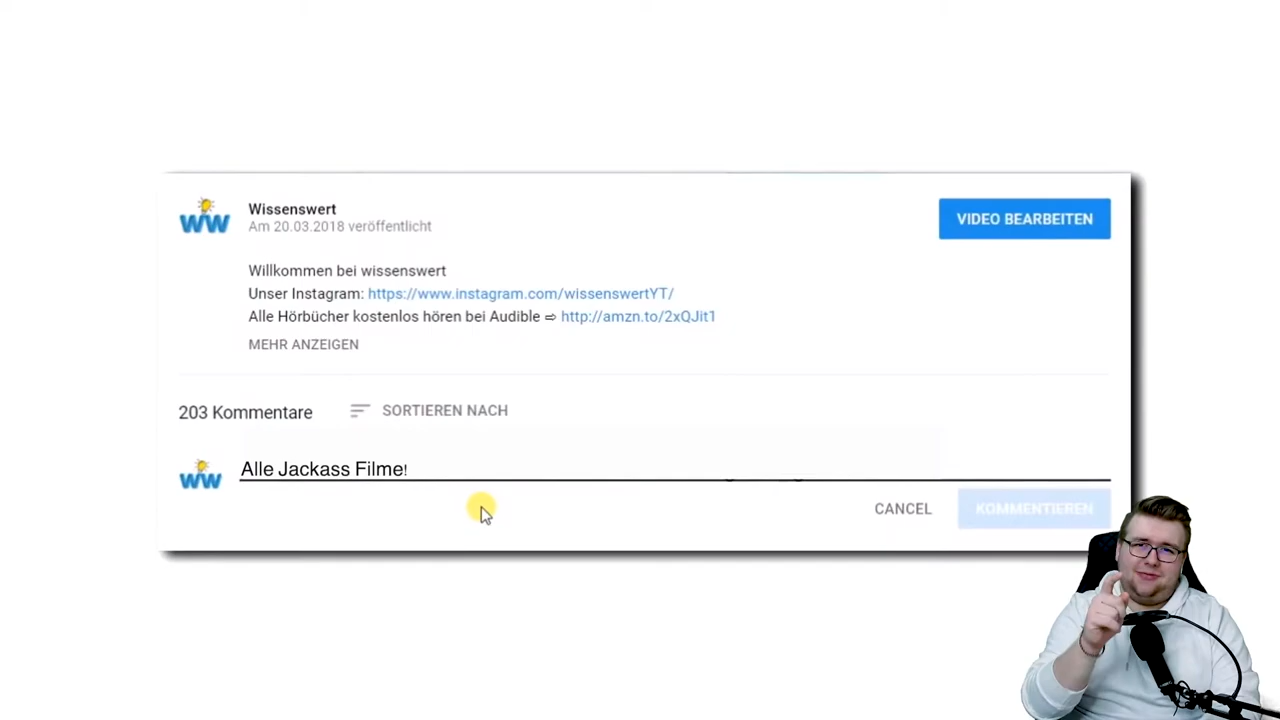 WW
Wissenswert
Am 20.03.2018 veröffentlicht
VIDEO BEARBEITEN
Willkommen bei wissenswert
Unser Instagram: https://www.instagram.com/wissenswertYT/
Alle Hörbücher kostenlos hören bei Audible ⇨ http://amzn.to/2xQJit1
MEHR ANZEIGEN
203 Kommentare
SORTIEREN NACH
WW
Alle Jackass Filme!
CANCEL
KOMMENTIEREN